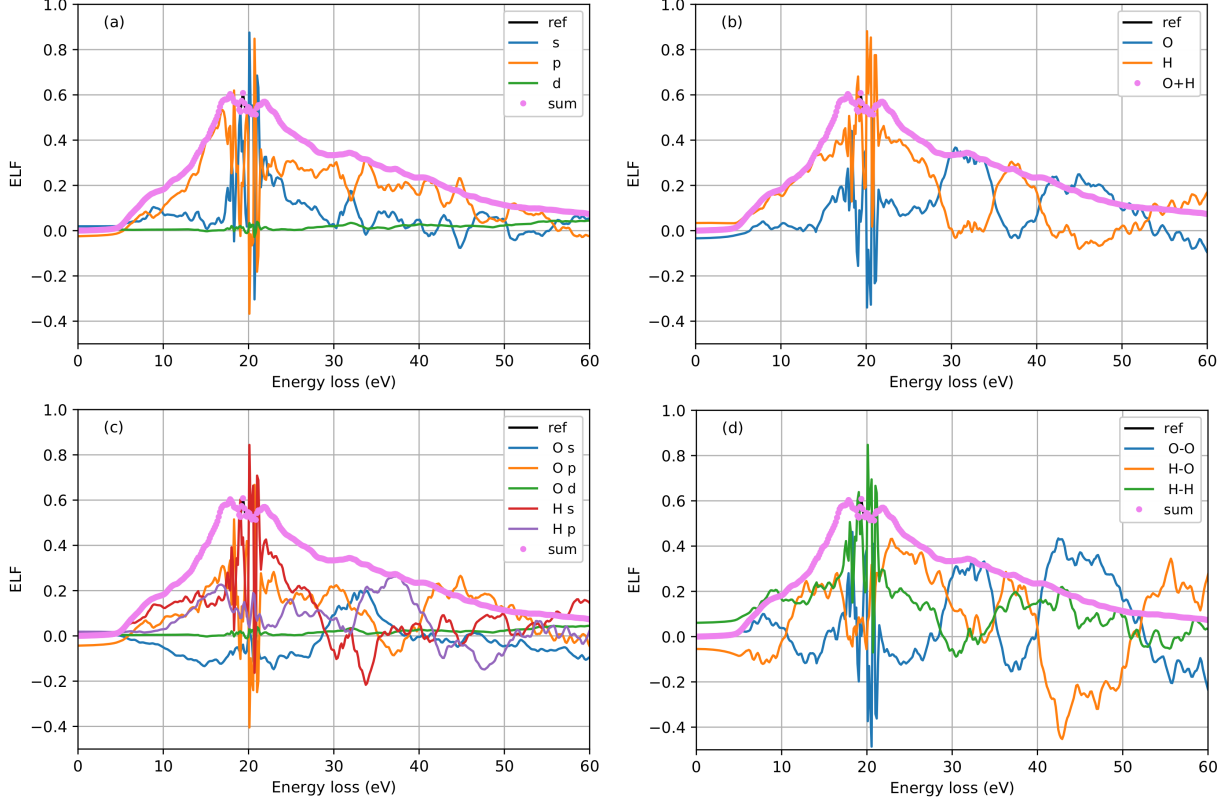 (a)
ref
s
p
d
sum
1.0
0.8
0.6
0.4
0.2
0.0
−0.2
−0.4
ELF
0 10 20 30 40 50 60
Energy loss (eV)
(b)
ref
O
H
O+H
1.0
0.8
0.6
0.4
0.2
0.0
−0.2
−0.4
ELF
0 10 20 30 40 50 60
Energy loss (eV)
(c)
ref
O s
O p
O d
H s
H p
sum
1.0
0.8
0.6
0.4
0.2
0.0
−0.2
−0.4
ELF
0 10 20 30 40 50 60
Energy loss (eV)
(d)
ref
O-O
H-O
H-H
sum
1.0
0.8
0.6
0.4
0.2
0.0
−0.2
−0.4
ELF
0 10 20 30 40 50 60
Energy loss (eV)